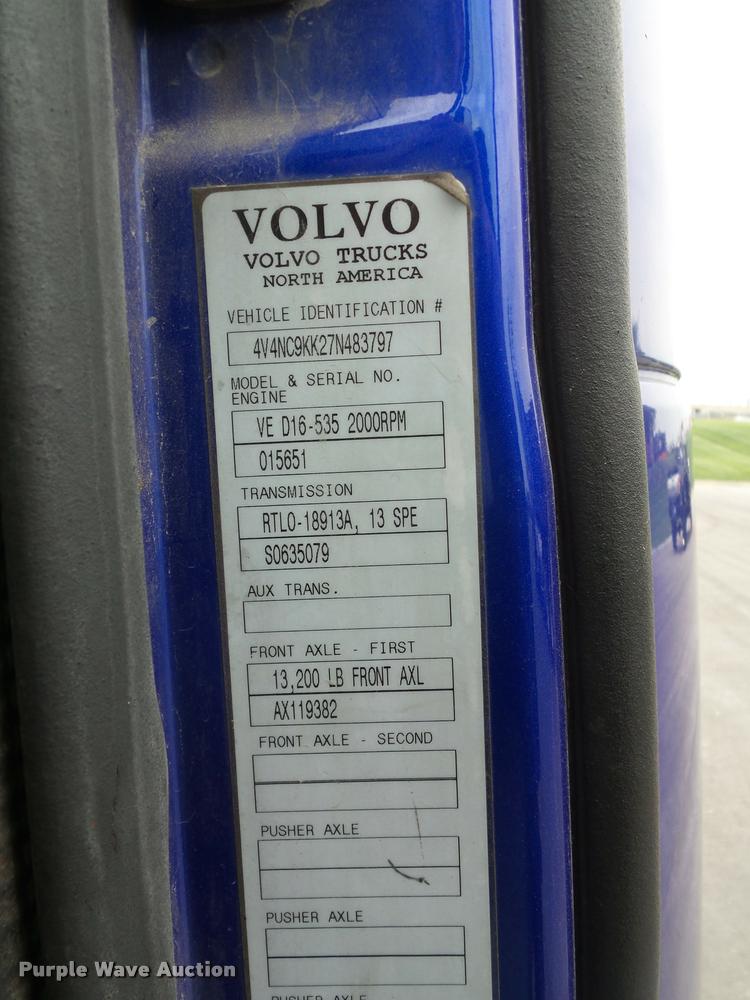 VOLVO
VOLVO TRUCKS
NORTH AMERICA
VEHICLE IDENTIFICATION #
4V4NC9KK27N483797
MODEL & SERIAL NO.
ENGINE
VE D16-535 2000RPM
015651
TRANSMISSION
RTLO-18913A, 13 SPE
S0635079
AUX TRANS.
FRONT AXLE - FIRST
13,200 LB FRONT AXL
AX119382
FRONT AXLE - SECOND
PUSHER AXLE
PUSHER AXLE
PUSHER AXLE
Purple Wave Auction